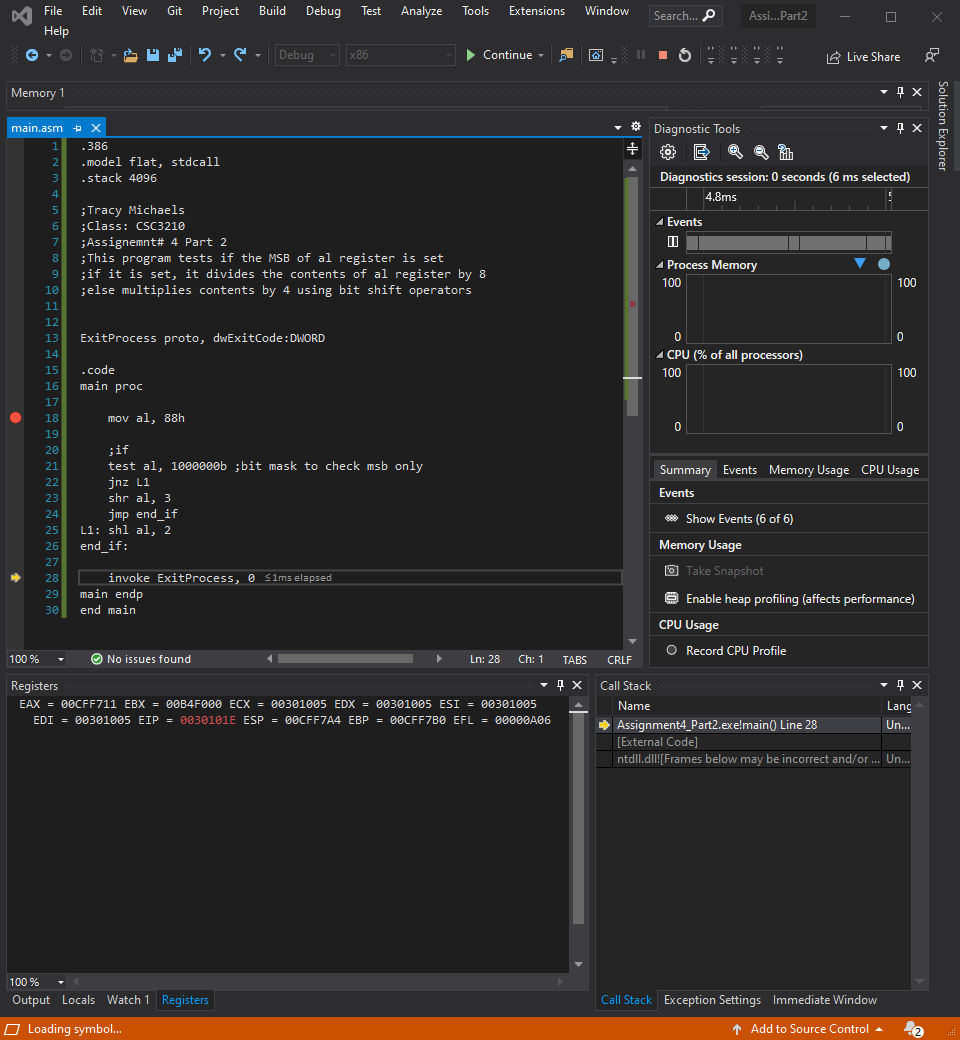 File Edit View Git Project Build Debug Test Analyze Tools Extensions Window
Search... Assi...Part2
Help
Debug x86 Continue Live Share
Memory 1
Solution Explorer
main.asm
1 .386
2 .model flat, stdcall
3 .stack 4096
4
5 ;Tracy Michaels
6 ;Class: CSC3210
7 ;Assignemnt# 4 Part 2
8 ;This program tests if the MSB of al register is set
9 ;if it is set, it divides the contents of al register by 8
10 ;else multiplies contents by 4 using bit shift operators
11
12
13 ExitProcess proto, dwExitCode:DWORD
14
15 .code
16 main proc
17
18 mov al, 88h
19
20 ;if
21 test al, 1000000b ;bit mask to check msb only
22 jnz L1
23 shr al, 3
24 jmp end_if
25 L1: shl al, 2
26 end_if:
27
28 invoke ExitProcess, 0 ≤1ms elapsed
29 main endp
30 end main
100 % No issues found Ln: 28 Ch: 1 TABS CRLF
Diagnostic Tools
Diagnostics session: 0 seconds (6 ms selected)
4.8ms
Events
Process Memory
100 100
0 0
CPU (% of all processors)
100 100
0 0
Summary Events Memory Usage CPU Usage
Events
Show Events (6 of 6)
Memory Usage
Take Snapshot
Enable heap profiling (affects performance)
CPU Usage
Record CPU Profile
Registers
EAX = 00CFF711 EBX = 00B4F000 ECX = 00301005 EDX = 00301005 ESI = 00301005
EDI = 00301005 EIP = 0030101E ESP = 00CFF7A4 EBP = 00CFF7B0 EFL = 00000A06
100 %
Output Locals Watch 1 Registers
Call Stack
Name Lang
Assignment4_Part2.exe!main() Line 28 Un...
[External Code]
ntdll.dll![Frames below may be incorrect and/or ... Un...
Call Stack Exception Settings Immediate Window
Loading symbol... Add to Source Control 2